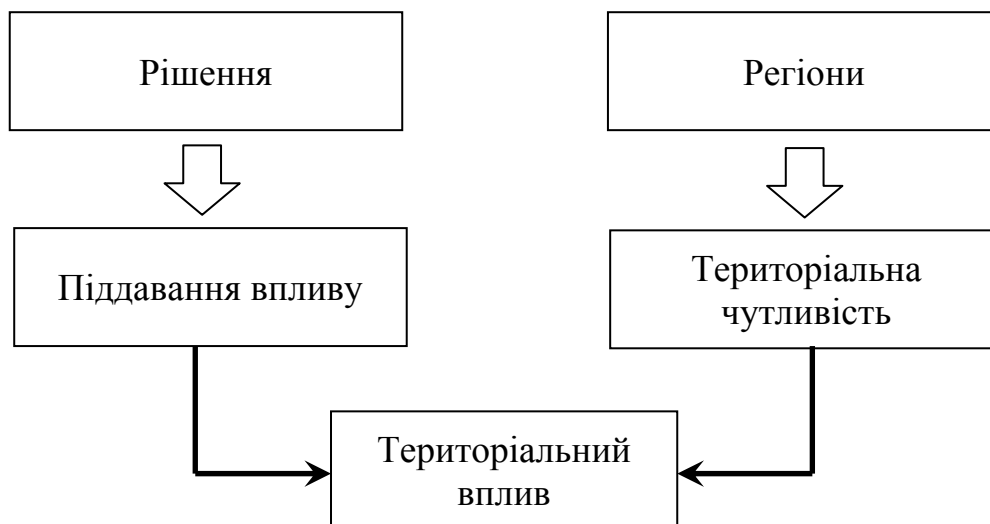 Рішення
Регіони
Піддавання впливу
Територіальна
чутливість
Територіальний
вплив